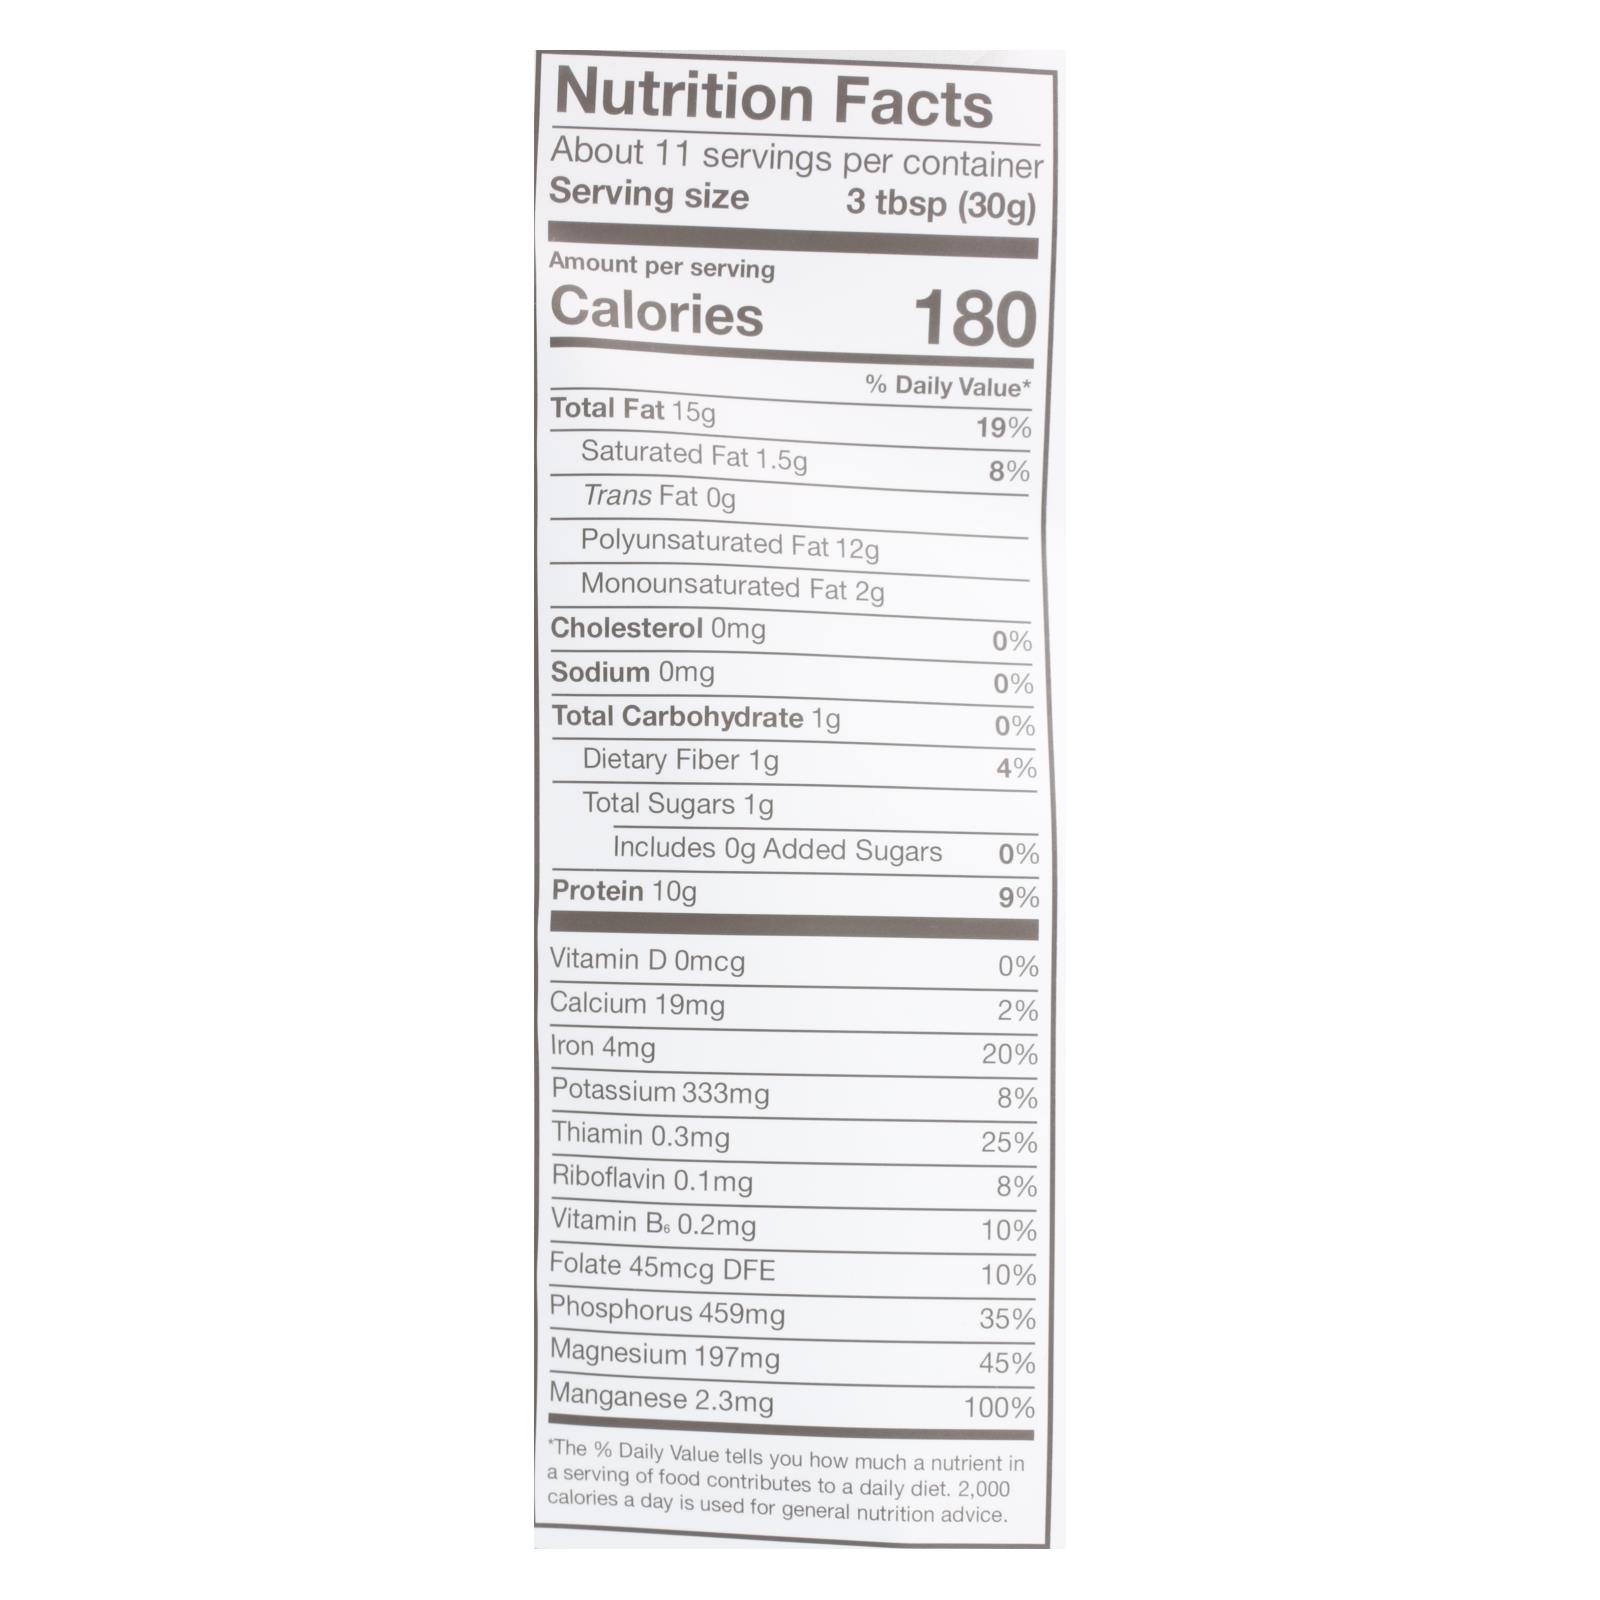 Nutrition Facts
About 11 servings per container
Serving size 3 tbsp (30g)
Amount per serving
Calories 180
% Daily Value*
Total Fat 15g 19%
Saturated Fat 1.5g 8%
Trans Fat 0g
Polyunsaturated Fat 12g
Monounsaturated Fat 2g
Cholesterol 0mg 0%
Sodium 0mg 0%
Total Carbohydrate 1g 0%
Dietary Fiber 1g 4%
Total Sugars 1g
Includes 0g Added Sugars 0%
Protein 10g 9%
Vitamin D 0mcg 0%
Calcium 19mg 2%
Iron 4mg 20%
Potassium 333mg 8%
Thiamin 0.3mg 25%
Riboflavin 0.1mg 8%
Vitamin B₆ 0.2mg 10%
Folate 45mcg DFE 10%
Phosphorus 459mg 35%
Magnesium 197mg 45%
Manganese 2.3mg 100%
*The % Daily Value tells you how much a nutrient in
a serving of food contributes to a daily diet. 2,000
calories a day is used for general nutrition advice.